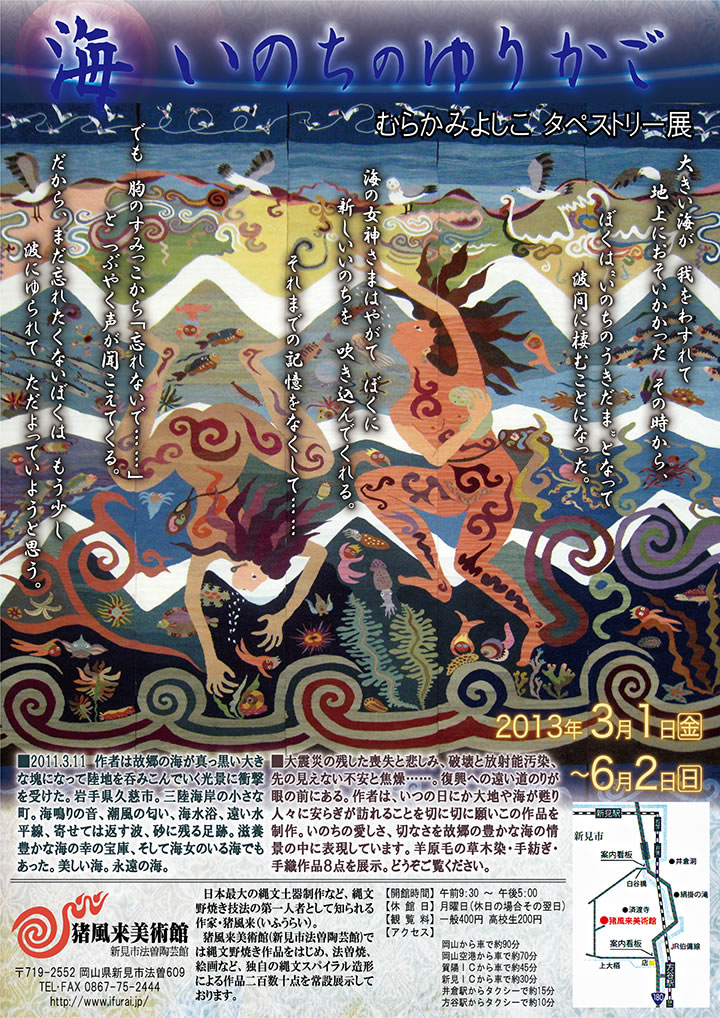 海 いのちのゆりかご
むらかみよしこ タペストリー展
大きい海が 我をわすれて
地上におそいかかった その時から、
ぼくは“いのちのうきだま”となって
波間に棲むことになった。
海の女神さまはやがて ぼくに
新しいいのちを 吹き込んでくれる。
それまでの記憶をなくして……
でも 胸のすみっこから「忘れないで……」
と つぶやく声が聞こえてくる。
だから、まだ忘れたくないぼくは もう少し
波にゆられて ただよっていようと思う。
2013年 3月1日金
～6月2日日
■2011.3.11 作者は故郷の海が真っ黒い大き
な塊になって陸地を呑みこんでいく光景に衝撃
を受けた。岩手県久慈市。三陸海岸の小さな
町。海鳴りの音、潮風の匂い、海水浴、遠い水
平線、寄せては返す波、砂に残る足跡。滋養
豊かな海の幸の宝庫、そして海女のいる海でも
あった。美しい海。永遠の海。
■大震災の残した喪失と悲しみ、破壊と放射能汚染、
先の見えない不安と焦燥……。復興への遠い道のりが
眼の前にある。作者は、いつの日にか大地や海が甦り
人々に安らぎが訪れることを切に切に願いこの作品を
制作。いのちの愛しさ、切なさを故郷の豊かな海の情
景の中に表現しています。羊原毛の草木染・手紡ぎ・
手織作品8点を展示。どうぞご覧ください。
猪風来美術館
新見市法曽陶芸館
〒719-2552 岡山県新見市法曽609
TEL・FAX 0867-75-2444
http://www.ifurai.jp/
日本最大の縄文土器制作など、縄文
野焼き技法の第一人者として知られる
作家・猪風来(いふうらい)。
猪風来美術館(新見市法曽陶芸館)で
は縄文野焼き作品をはじめ、法曽焼、
絵画など、独自の縄文スパイラル造形
による作品二百数十点を常設展示して
おります。
【開館時間】 午前9:30 ～ 午後5:00
【休 館 日】 月曜日(休日の場合その翌日)
【観 覧 料】 一般400円 高校生200円
【アクセス】
岡山から車で約90分
岡山空港から車で約70分
賀陽ICから車で約45分
新見ICから車で約30分
井倉駅からタクシーで約15分
方谷駅からタクシーで約10分
新見駅
新見市
案内看板
井倉洞
白谷橋
絹掛の滝
済渡寺
猪風来美術館
案内看板
JR伯備線
上大栢
店
方谷駅
180